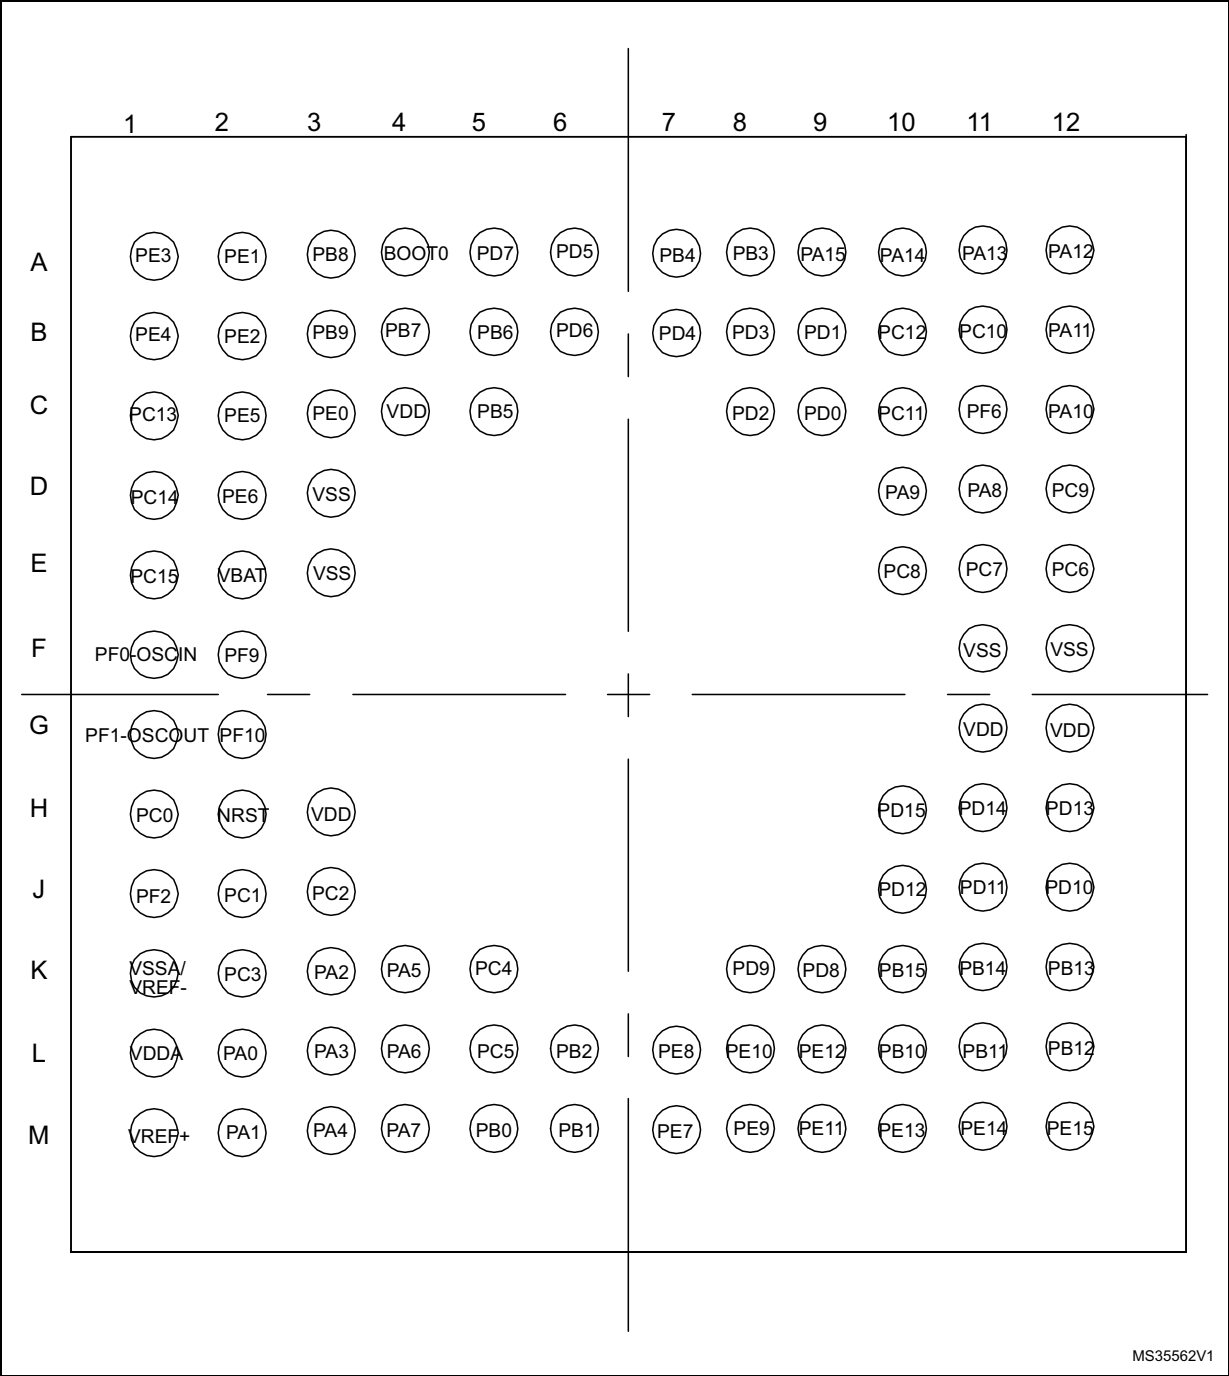 1 2 3 4 5 6 7 8 9 10 11 12
A PE3 PE1 PB8 BOOT0 PD7 PD5 PB4 PB3 PA15 PA14 PA13 PA12
B PE4 PE2 PB9 PB7 PB6 PD6 PD4 PD3 PD1 PC12 PC10 PA11
C PC13 PE5 PE0 VDD PB5 PD2 PD0 PC11 PF6 PA10
D PC14 PE6 VSS PA9 PA8 PC9
E PC15 VBAT VSS PC8 PC7 PC6
F PF0-OSCIN PF9 VSS VSS
G PF1-OSCOUT PF10 VDD VDD
H PC0 NRST VDD PD15 PD14 PD13
J PF2 PC1 PC2 PD12 PD11 PD10
K VSSA/ PC3 PA2 PA5 PC4 PD9 PD8 PB15 PB14 PB13
VREF-
L VDDA PA0 PA3 PA6 PC5 PB2 PE8 PE10 PE12 PB10 PB11 PB12
M VREF+ PA1 PA4 PA7 PB0 PB1 PE7 PE9 PE11 PE13 PE14 PE15
MS35562V1